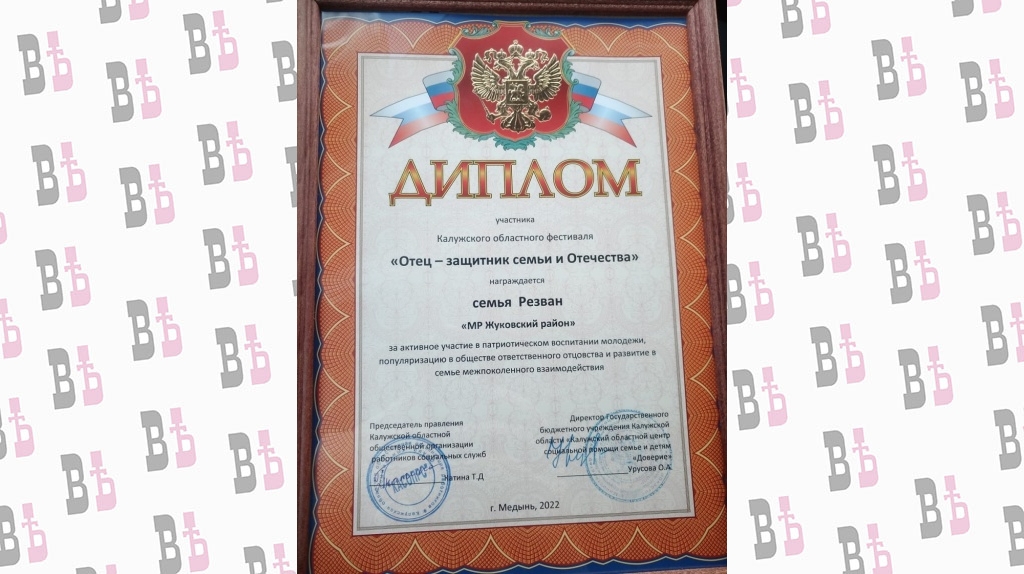 ДИПЛОМ
участника
Калужского областного фестиваля
«Отец – защитник семьи и Отечества»
награждается
семья Резван
«МР Жуковский район»
за активное участие в патриотическом воспитании молодежи,
популяризацию в обществе ответственного отцовства и развитие в
семье межпоколенного взаимодействия
Председатель правления
Калужской областной
общественной организации
работников социальных служб
Т.Д
Директор Государственного
бюджетного учреждения Калужской
области «Калужский областной центр
социальной помощи семье и детям
«Доверие»
Урусова О.А.
г. Медынь, 2022